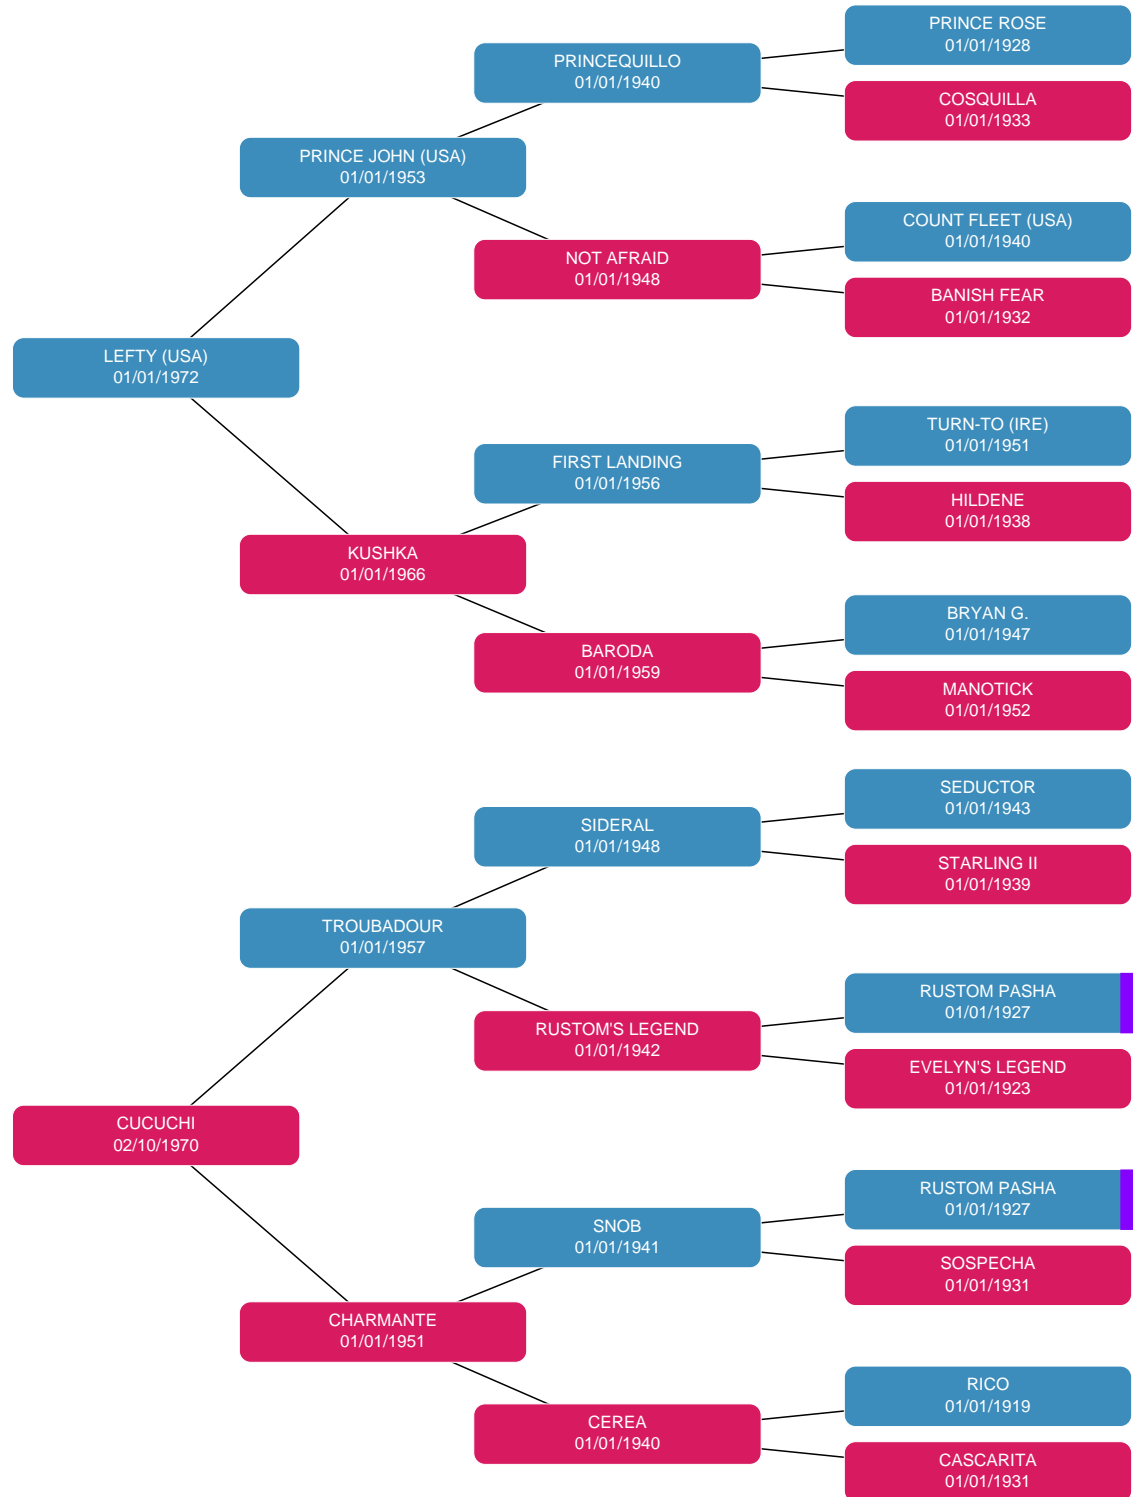 PRINCE ROSE
01/01/1928
PRINCEQUILLO
01/01/1940
COSQUILLA
01/01/1933
PRINCE JOHN (USA)
01/01/1953
COUNT FLEET (USA)
01/01/1940
NOT AFRAID
01/01/1948
BANISH FEAR
01/01/1932
LEFTY (USA)
01/01/1972
TURN-TO (IRE)
01/01/1951
FIRST LANDING
01/01/1956
HILDENE
01/01/1938
KUSHKA
01/01/1966
BRYAN G.
01/01/1947
BARODA
01/01/1959
MANOTICK
01/01/1952
SEDUCTOR
01/01/1943
SIDERAL
01/01/1948
STARLING II
01/01/1939
TROUBADOUR
01/01/1957
RUSTOM PASHA
01/01/1927
RUSTOM'S LEGEND
01/01/1942
EVELYN'S LEGEND
01/01/1923
CUCUCHI
02/10/1970
RUSTOM PASHA
01/01/1927
SNOB
01/01/1941
SOSPECHA
01/01/1931
CHARMANTE
01/01/1951
RICO
01/01/1919
CEREA
01/01/1940
CASCARITA
01/01/1931